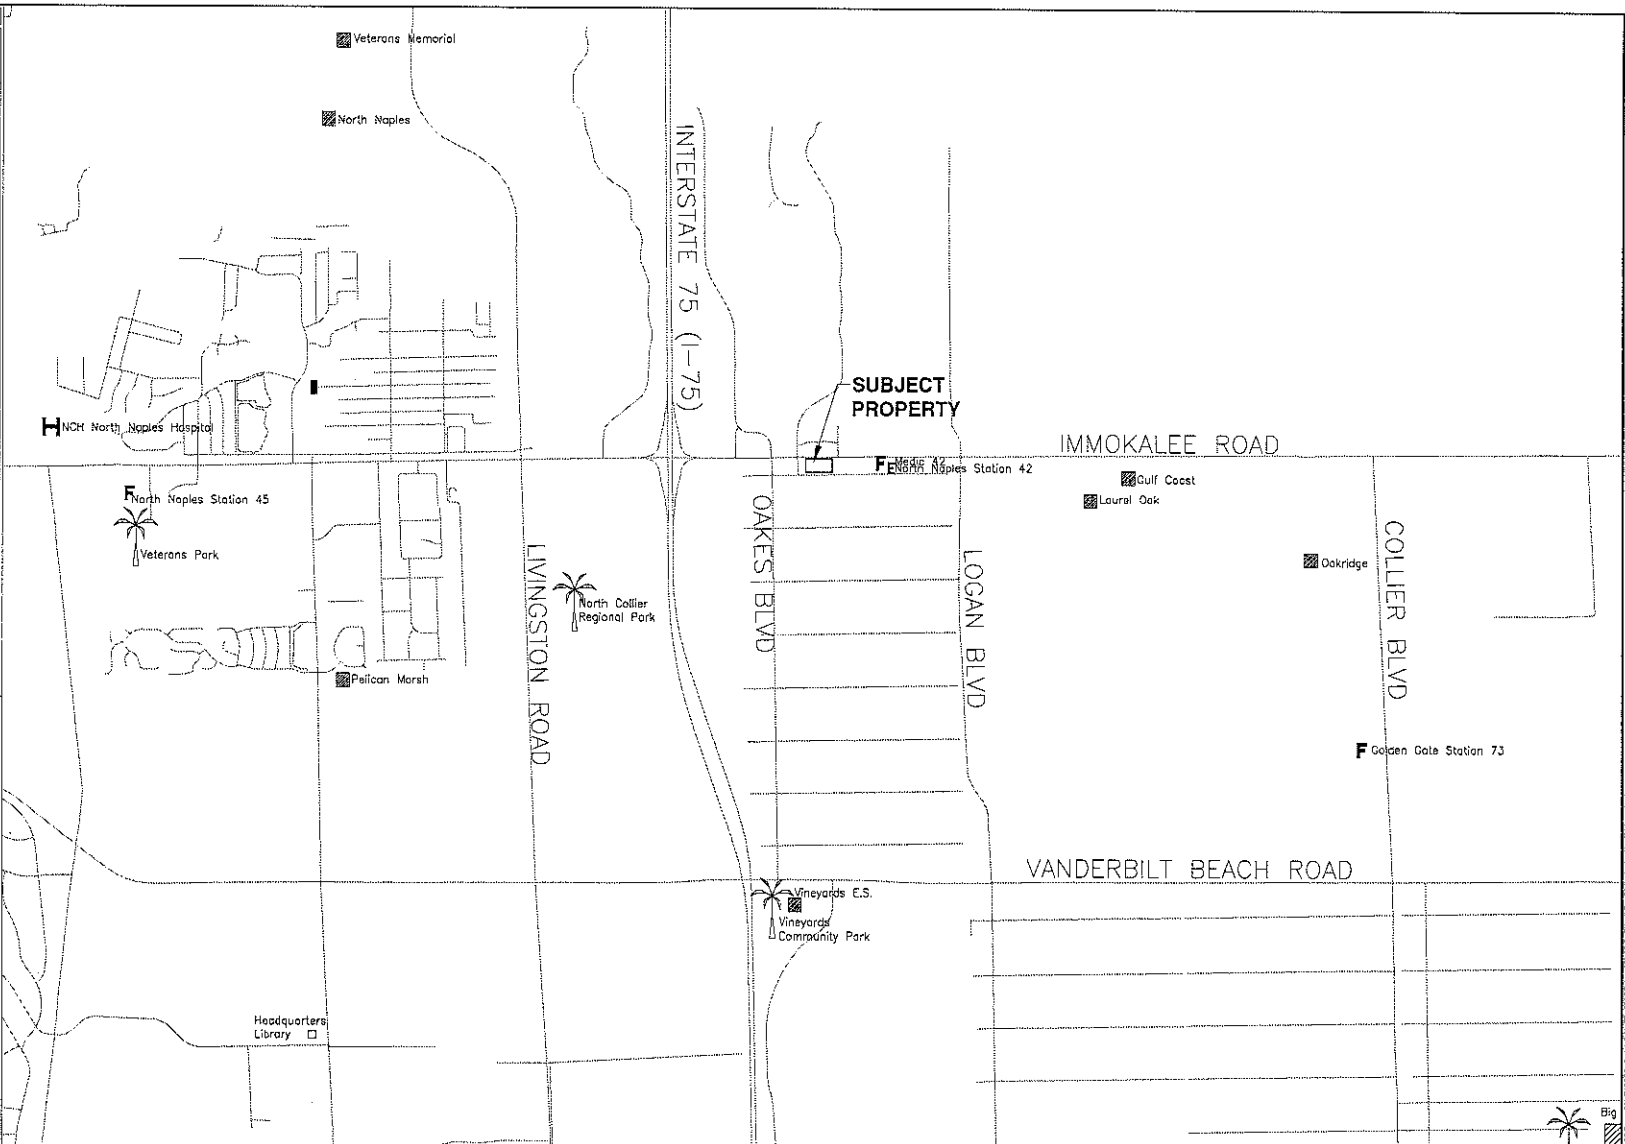 Veterans Memorial
North Naples
INTERSTATE 75 (I-75)
SUBJECT
PROPERTY
H NCH North Naples Hospital
IMMOKALEE ROAD
F E Medic 42
North Naples Station 42
Gulf Coast
Laurel Oak
F North Naples Station 45
Veterans Park
OAKES BLVD
LIVINGSTON ROAD
LOGAN BLVD
COLLIER BLVD
Oakridge
North Collier
Regional Park
Pelican Marsh
F Golden Gate Station 73
VANDERBILT BEACH ROAD
Vineyards E.S.
Vineyards
Community Park
Headquarters
Library
Big